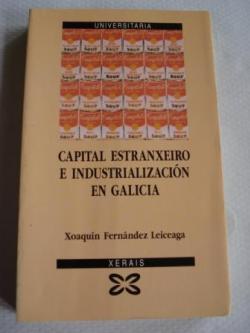 UNIVERSITARIA
CAPITAL ESTRANXEIRO
E INDUSTRIALIZACIÓN
EN GALICIA
Xoaquín Fernández Leiceaga
XERAIS